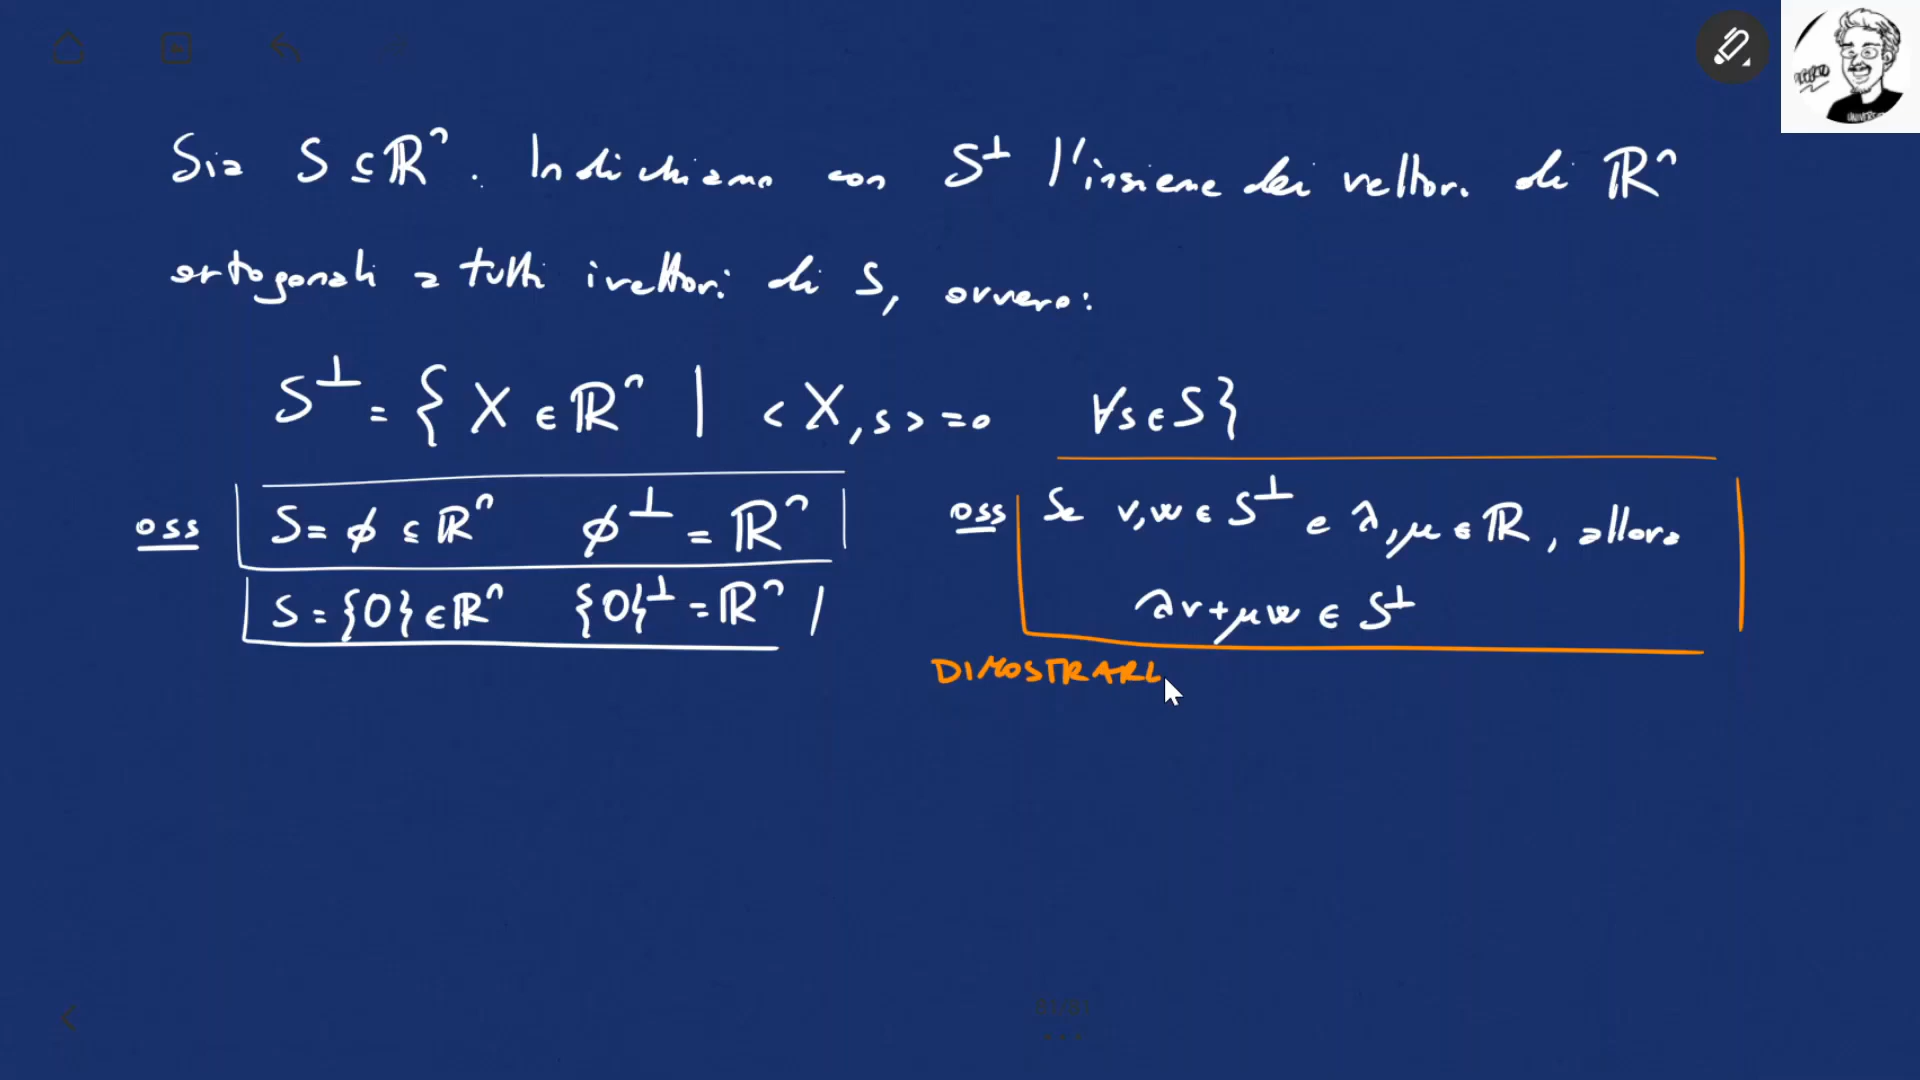 Sia S ⊆ ℝⁿ. Indichiamo con S^⊥ l'insieme dei vettori di ℝⁿ
ortogonali a tutti i vettori di S, ovvero:
S^⊥ = { X ∈ ℝⁿ | <X, s> = 0 ∀s ∈ S}
oss S = ∅ ⊆ ℝⁿ ∅^⊥ = ℝⁿ
S = {0} ∈ ℝⁿ {0}^⊥ = ℝⁿ
oss Se v, w ∈ S^⊥ e λ, μ ∈ ℝ, allora
λv + μw ∈ S^⊥
DIMOSTRARL